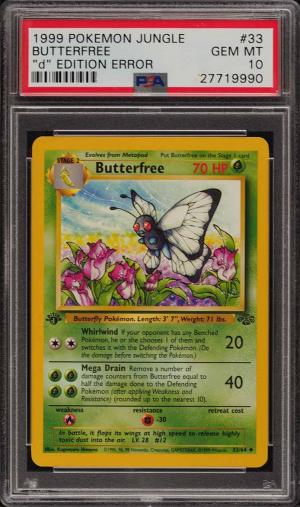 1999 POKEMON JUNGLE #33
BUTTERFREE GEM MT
"d" EDITION ERROR 10
PSA 27719990
Evolves from Metapod Put Butterfree on the Stage 1 card
STAGE 2
Butterfree 70 HP
Butterfly Pokémon. Length: 3' 7", Weight: 71 lbs.
Whirlwind If your opponent has any Benched
Pokémon, he or she chooses 1 of them and
switches it with the Defending Pokémon. (Do
the damage before switching the Pokémon.)
20
Mega Drain Remove a number of
damage counters from Butterfree equal to
half the damage done to the Defending
Pokémon (after applying Weakness and
Resistance) (rounded up to the nearest 10).
40
weakness resistance retreat cost
-30
In battle, it flaps its wings at high speed to release highly
toxic dust into the air. LV. 28 #12
Illus. Kagemaru Himeno 33/64